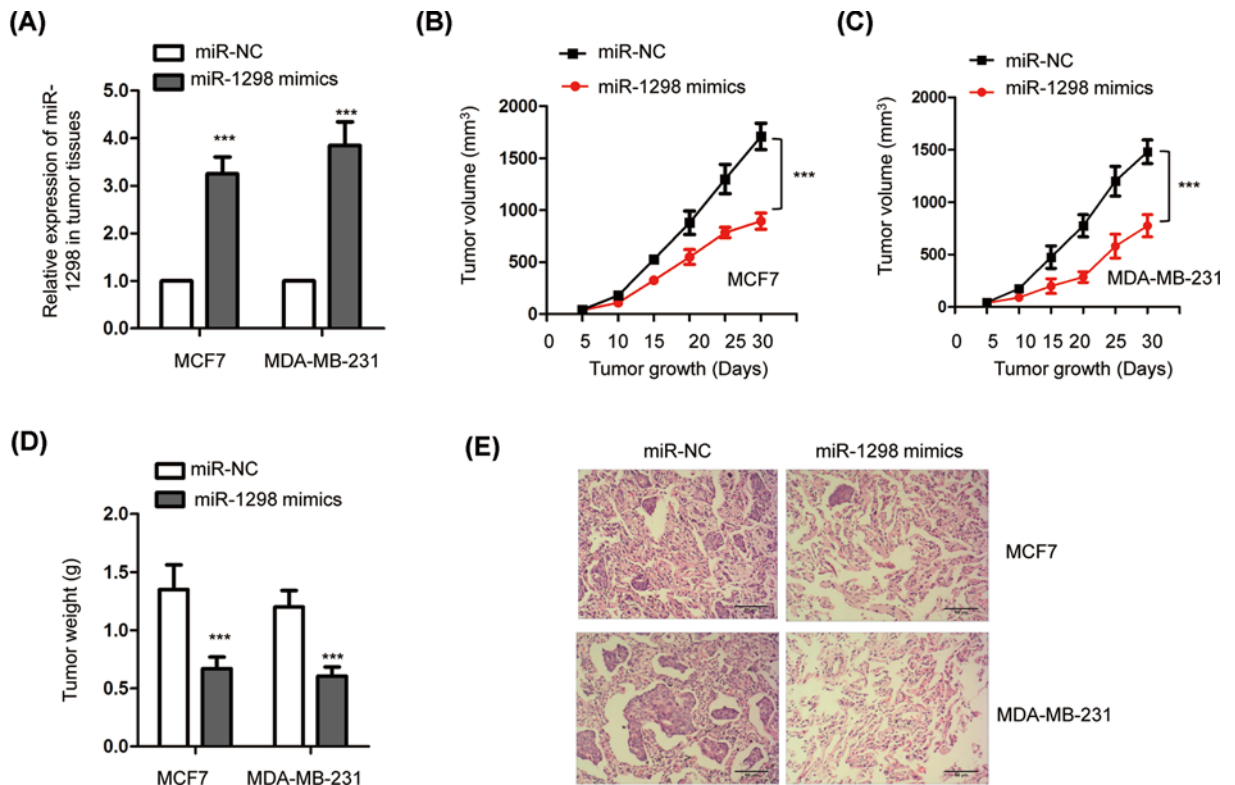 (A)
miR-NC
miR-1298 mimics
Relative expression of miR-
1298 in tumor tissues
5.0
4.0
3.0
2.0
1.0
0.0
***
***
MCF7
MDA-MB-231
(B)
miR-NC
miR-1298 mimics
Tumor volume (mm³)
2000
1500
1000
500
0
***
MCF7
0 5 10 15 20 25 30
Tumor growth (Days)
(C)
miR-NC
miR-1298 mimics
Tumor volume (mm³)
2000
1500
1000
500
0
***
MDA-MB-231
0 5 10 15 20 25 30
Tumor growth (Days)
(D)
miR-NC
miR-1298 mimics
Tumor weight (g)
2.0
1.5
1.0
0.5
0.0
***
***
MCF7
MDA-MB-231
(E)
miR-NC
miR-1298 mimics
MCF7
MDA-MB-231